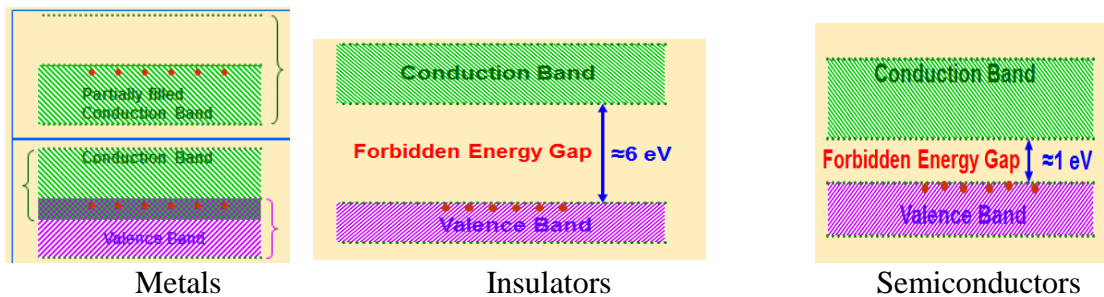 Partially filled
Conduction Band
Conduction Band
Valence Band
Metals
Conduction Band
Forbidden Energy Gap
≈6 eV
Valence Band
Insulators
Conduction Band
Forbidden Energy Gap
≈1 eV
Valence Band
Semiconductors